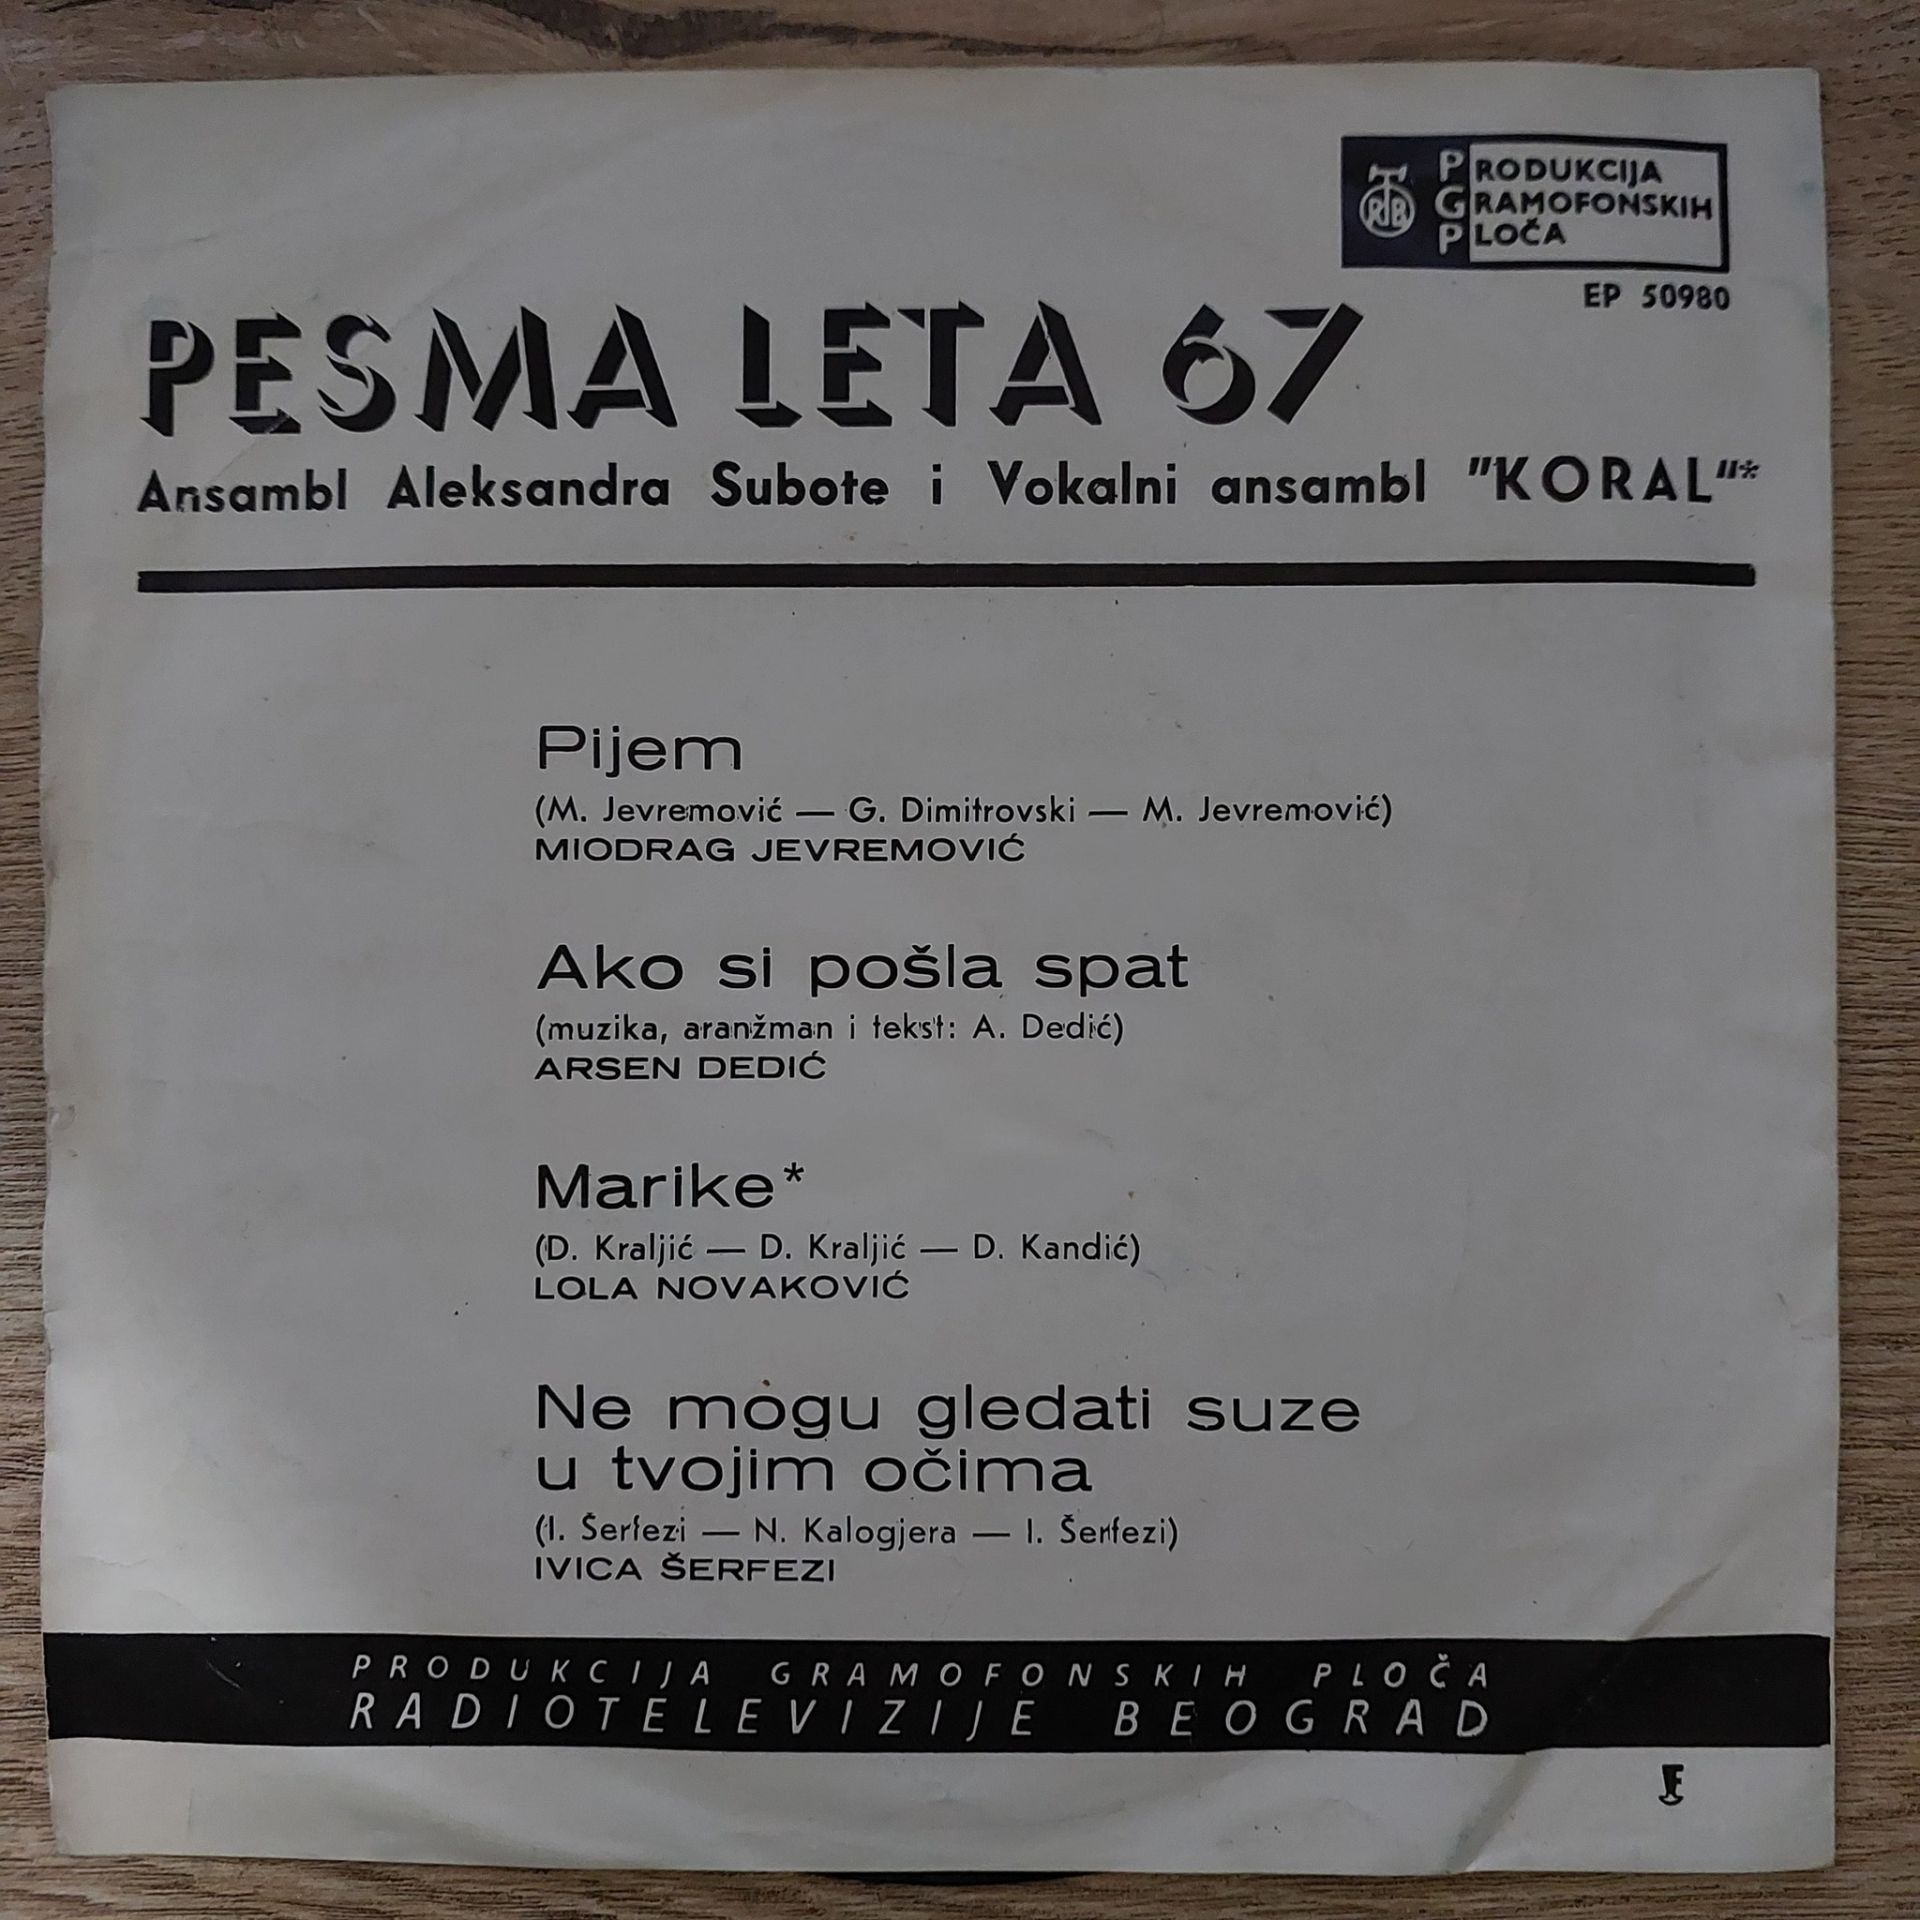 RTB
PRODUKCIJA
GRAMOFONSKIH
PLOČA
EP 50980
PESMA LETA 67
Ansambl Aleksandra Subote i Vokalni ansambl "KORAL"*
Pijem
(M. Jevremović — G. Dimitrovski — M. Jevremović)
MIODRAG JEVREMOVIĆ
Ako si pošla spat
(muzika, aranžman i tekst: A. Dedić)
ARSEN DEDIĆ
Marike*
(D. Kraljić — D. Kraljić — D. Kandić)
LOLA NOVAKOVIĆ
Ne mogu gledati suze
u tvojim očima
(I. Šerfezi — N. Kalogjera — I. Šerfezi)
IVICA ŠERFEZI
PRODUKCIJA GRAMOFONSKIH PLOČA
RADIOTELEVIZIJE BEOGRAD